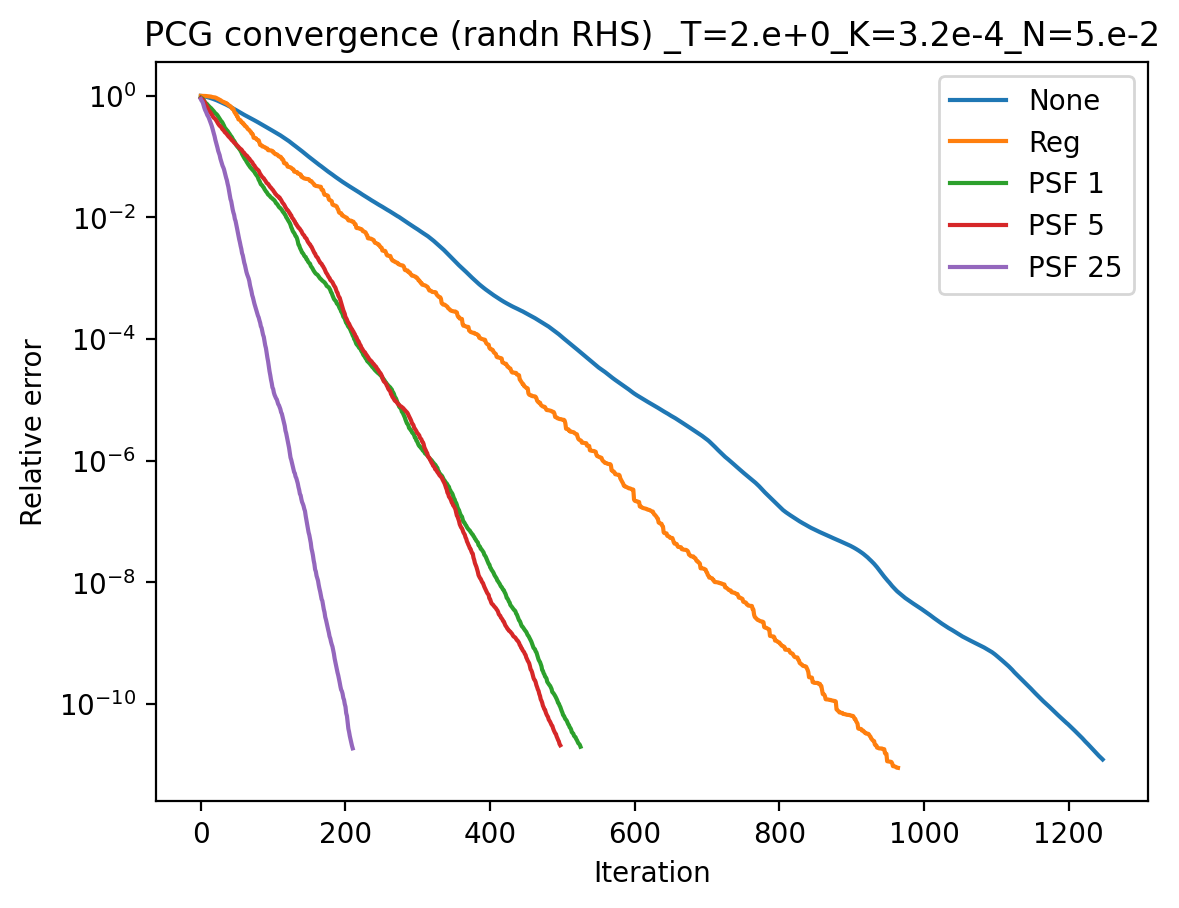 PCG convergence (randn RHS) _T=2.e+0_K=3.2e-4_N=5.e-2
None
Reg
PSF 1
PSF 5
PSF 25
10⁰
10⁻²
10⁻⁴
10⁻⁶
10⁻⁸
10⁻¹⁰
Relative error
0 200 400 600 800 1000 1200
Iteration